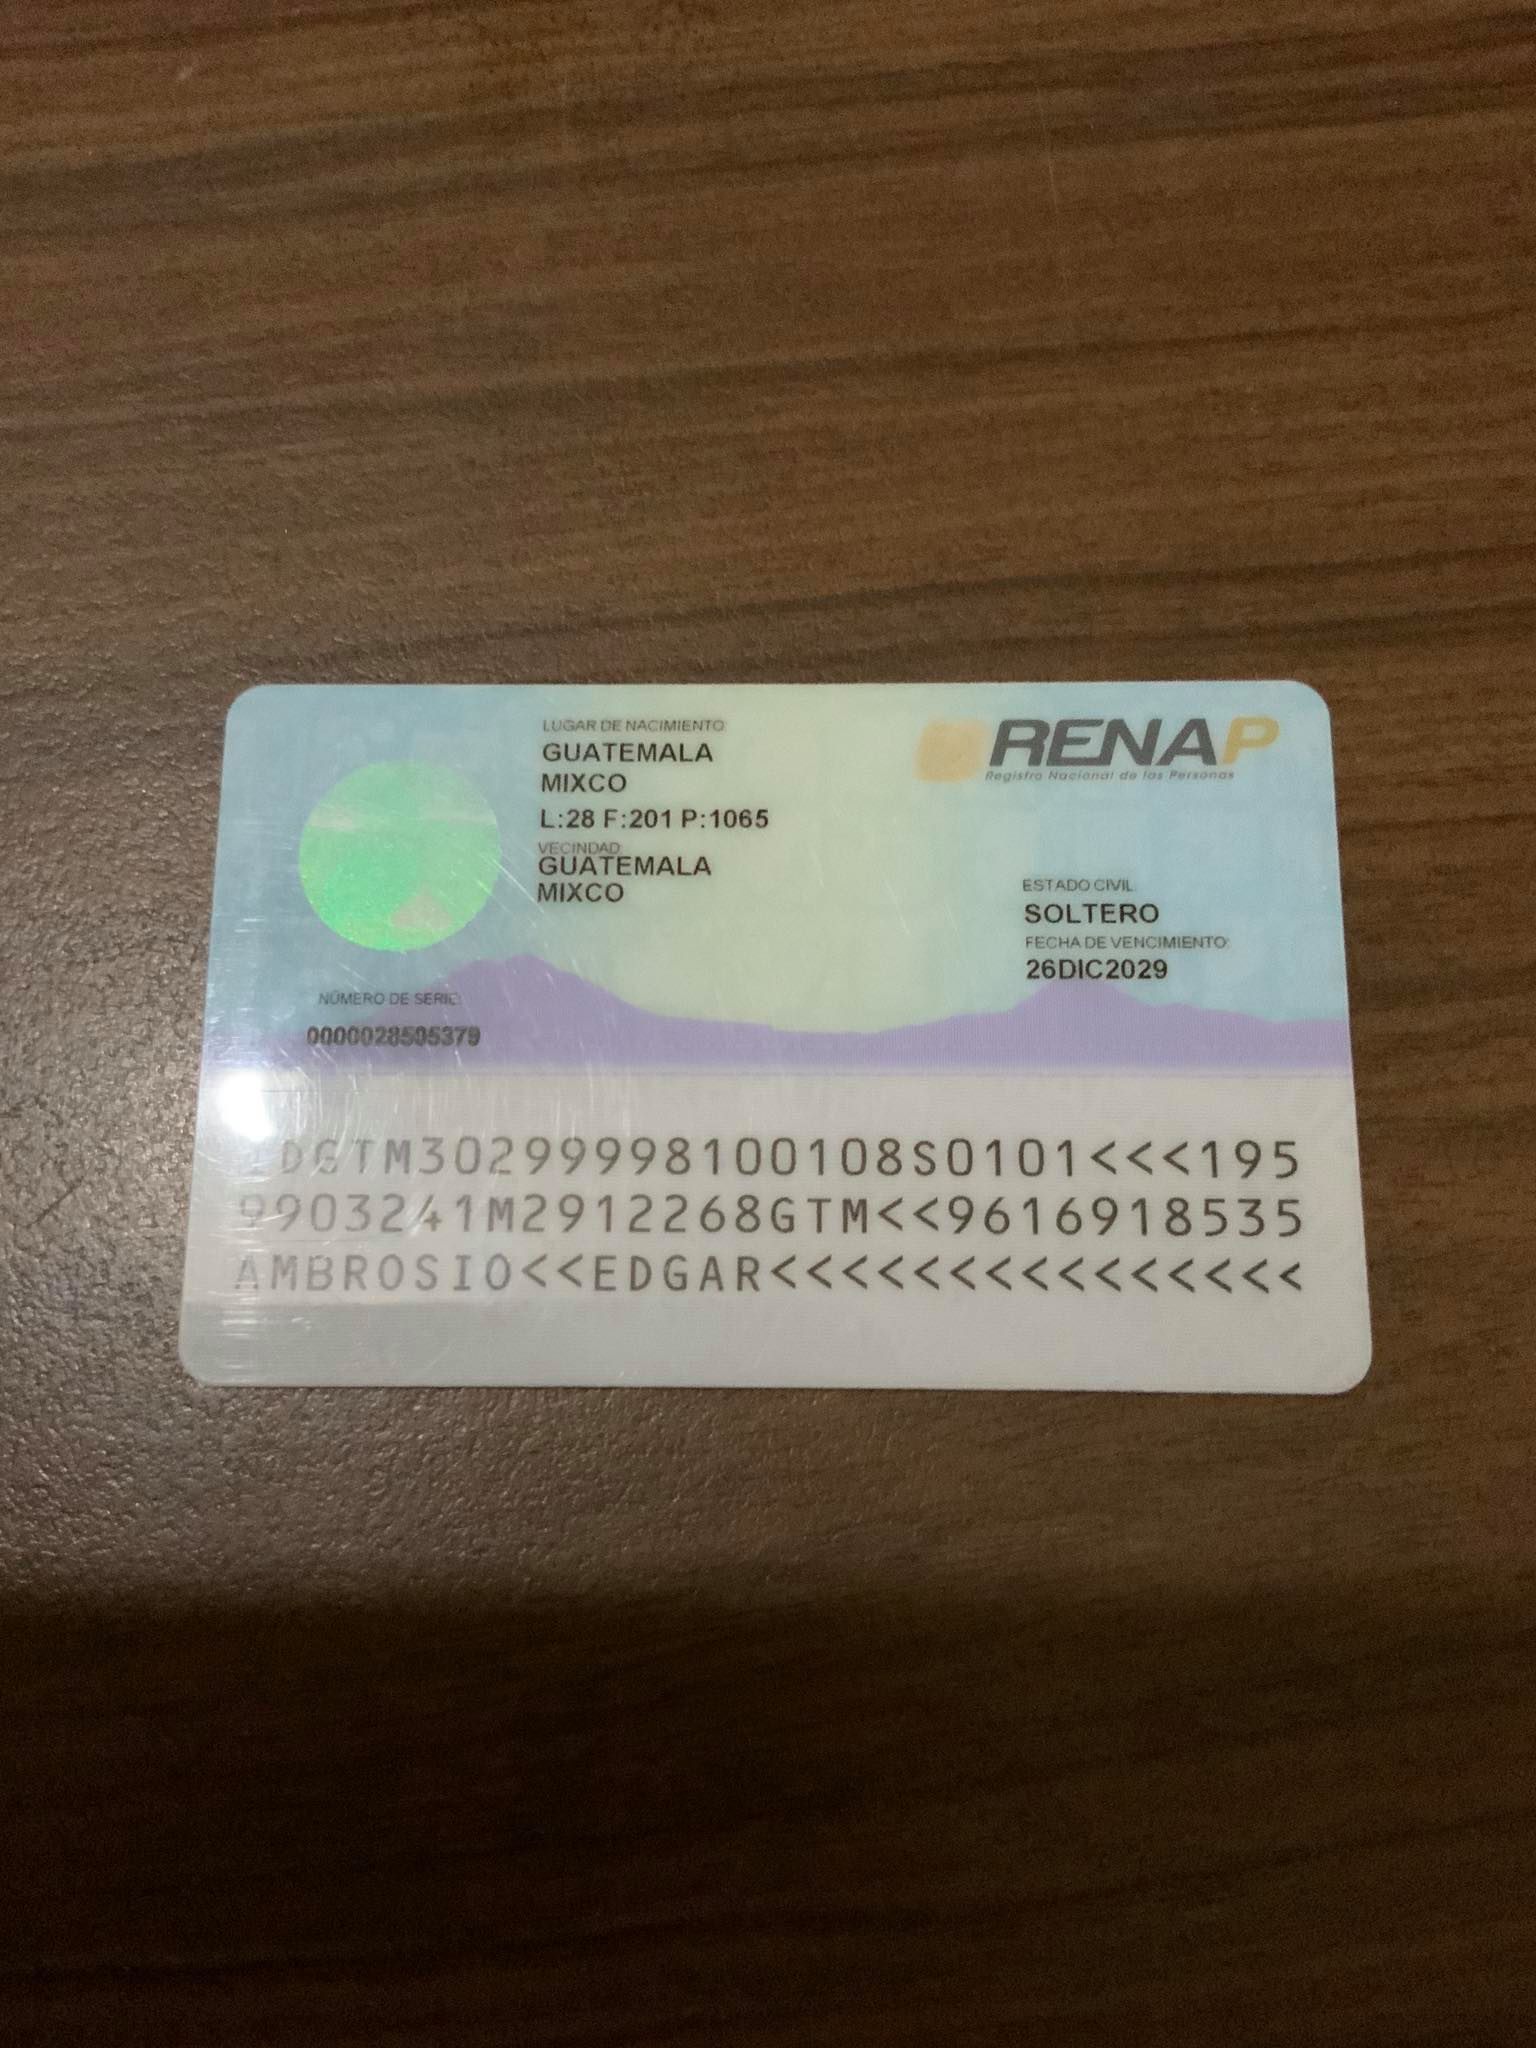 LUGAR DE NACIMIENTO:
GUATEMALA
MIXCO
L:28 F:201 P:1065
VECINDAD:
GUATEMALA
MIXCO
RENAP
Registro Nacional de las Personas
ESTADO CIVIL:
SOLTERO
FECHA DE VENCIMIENTO:
26DIC2029
NÚMERO DE SERIE:
0000028505379
IDGTM30299998100108S0101<<<195
9903241M2912268GTM<<9616918535
AMBROSIO<<EDGAR<<<<<<<<<<<<<<<